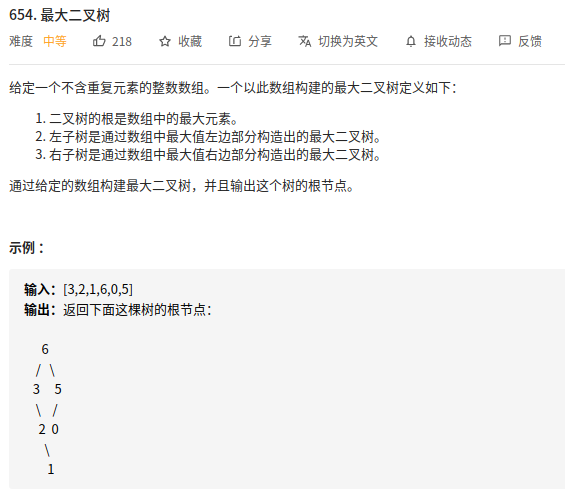 654. 最大二叉树
难度 中等 218 收藏 分享 切换为英文 接收动态 反馈
给定一个不含重复元素的整数数组。一个以此数组构建的最大二叉树定义如下：
1. 二叉树的根是数组中的最大元素。
2. 左子树是通过数组中最大值左边部分构造出的最大二叉树。
3. 右子树是通过数组中最大值右边部分构造出的最大二叉树。
通过给定的数组构建最大二叉树，并且输出这个树的根节点。
示例 ：
输入：[3,2,1,6,0,5]
输出：返回下面这棵树的根节点：
6
/ \
3 5
\ /
2 0
\
1